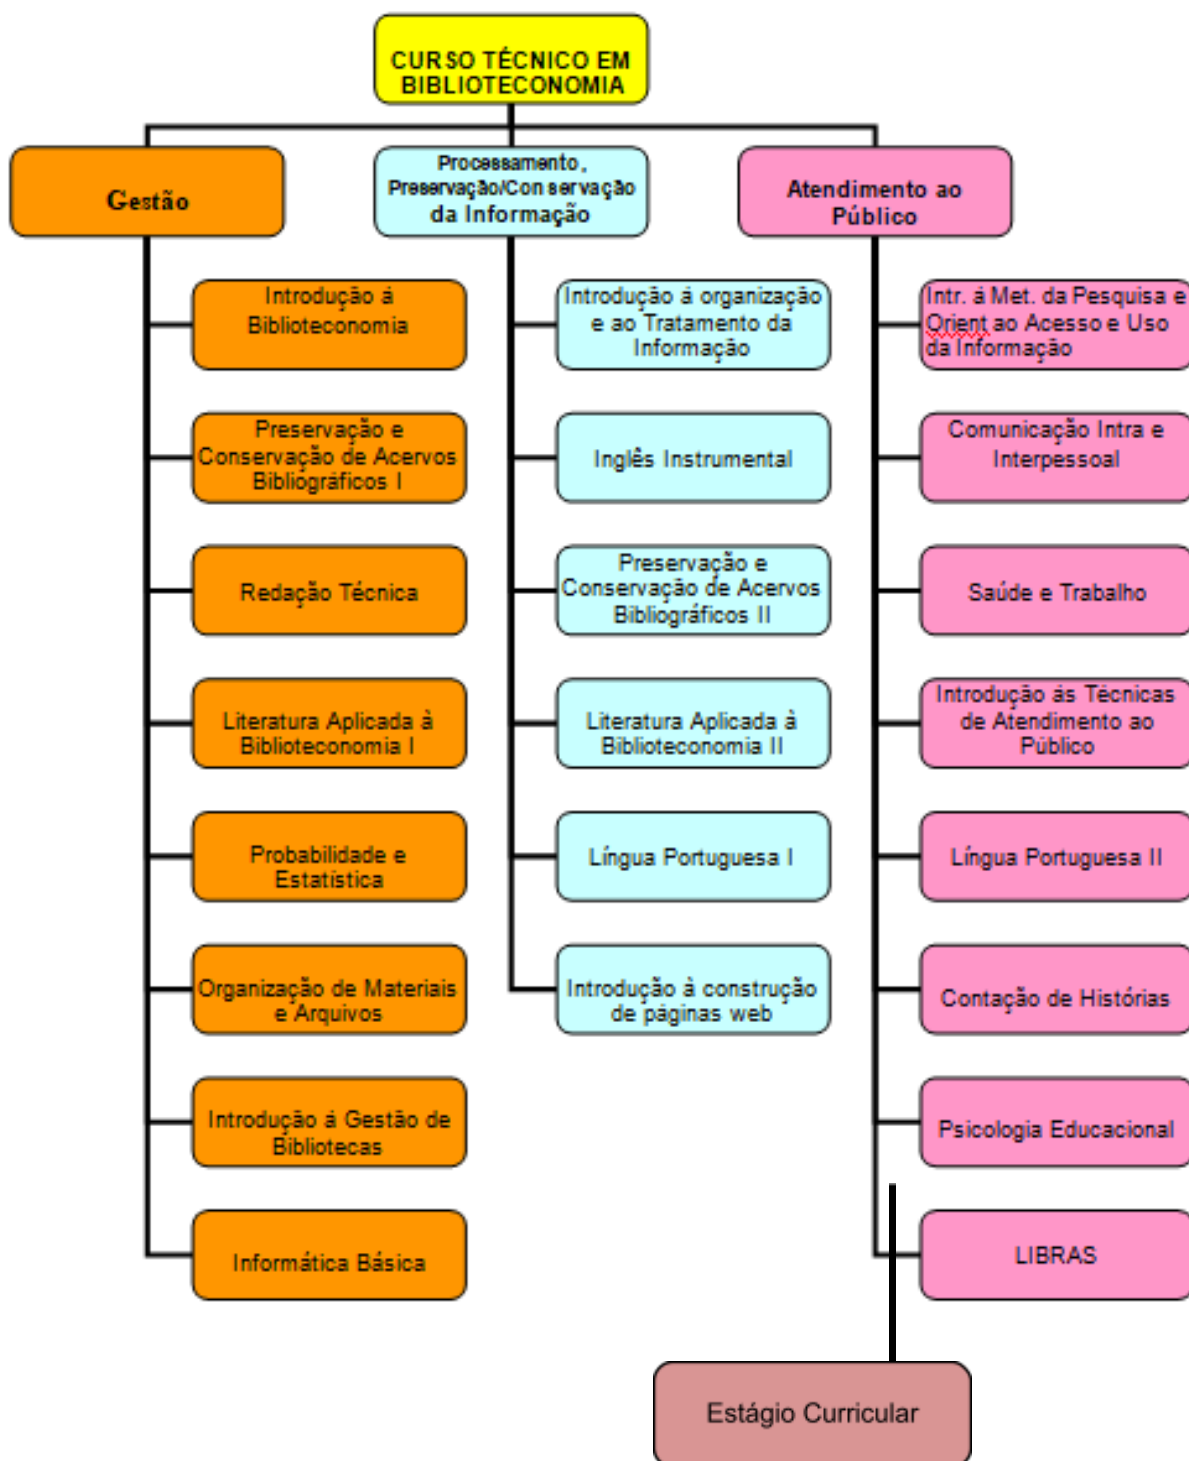 CURSO TÉCNICO EM
BIBLIOTECONOMIA
Gestão
Processamento,
Preservação/Conservação
da Informação
Atendimento ao
Público
Introdução á
Biblioteconomia
Preservação e
Conservação de Acervos
Bibliográficos I
Redação Técnica
Literatura Aplicada à
Biblioteconomia I
Probabilidade e
Estatística
Organização de Materiais
e Arquivos
Introdução á Gestão de
Bibliotecas
Informática Básica
Introdução á organização
e ao Tratamento da
Informação
Inglês Instrumental
Preservação e
Conservação de Acervos
Bibliográficos II
Literatura Aplicada à
Biblioteconomia II
Língua Portuguesa I
Introdução à construção
de páginas web
Intr. á Met. da Pesquisa e
Orient ao Acesso e Uso
da Informação
Comunicação Intra e
Interpessoal
Saúde e Trabalho
Introdução ás Técnicas
de Atendimento ao
Público
Língua Portuguesa II
Contação de Histórias
Psicologia Educacional
LIBRAS
Estágio Curricular